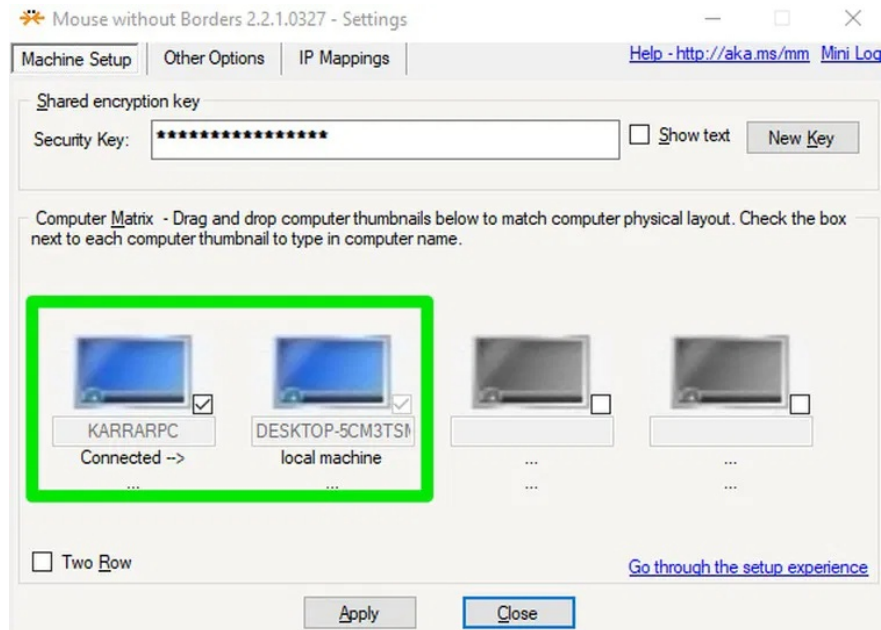 Mouse without Borders 2.2.1.0327 - Settings
Machine Setup Other Options IP Mappings Help - http://aka.ms/mm Mini Log
Shared encryption key
Security Key: **************** Show text New Key
Computer Matrix - Drag and drop computer thumbnails below to match computer physical layout. Check the box
next to each computer thumbnail to type in computer name.
KARRARPC DESKTOP-5CM3TSM
Connected --> local machine ... ...
... ... ... ...
Two Row Go through the setup experience
Apply Close